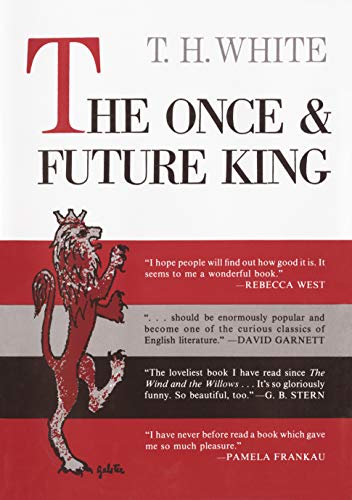 T. H. WHITE
THE ONCE &
FUTURE KING
“I hope people will find out how good it is. It
seems to me a wonderful book.”
—REBECCA WEST
“. . . should be enormously popular and
become one of the curious classics of
English literature.” —DAVID GARNETT
“The loveliest book I have read since The
Wind and the Willows . . . It's so gloriously
funny. So beautiful, too.”—G. B. STERN
“I have never before read a book which gave
me so much pleasure.”
—PAMELA FRANKAU
Galster